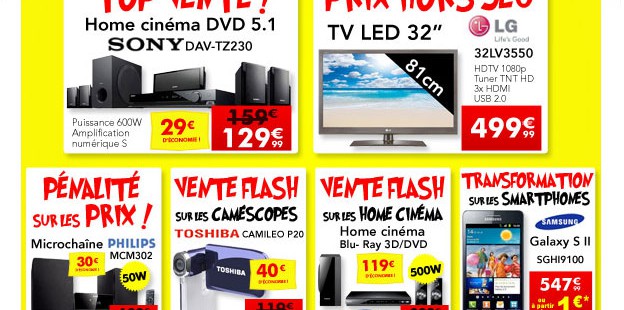 TOP VENTE !
Home cinéma DVD 5.1
SONY DAV-TZ230
Puissance 600W
Amplification
numérique S
29€
D'ÉCONOMIE !
159€
129€99
TV LED 32"
LG
Life's Good
32LV3550
HDTV 1080p
Tuner TNT HD
3x HDMI
USB 2.0
81cm
499€99
PÉNALITÉ
SUR LES PRIX !
Microchaîne PHILIPS
MCM302
30€
D'ÉCONOMIE !
50W
VENTE FLASH
SUR LES CAMÉSCOPES
TOSHIBA CAMILEO P20
TOSHIBA
40€
D'ÉCONOMIE !
119€
VENTE FLASH
SUR LES HOME CINÉMA
Home cinéma
Blu- Ray 3D/DVD
119€
D'ÉCONOMIE !
500W
TRANSFORMATION
SUR LES SMARTPHONES
SAMSUNG
Galaxy S II
SGHI9100
547€
ou
à partir
1€*